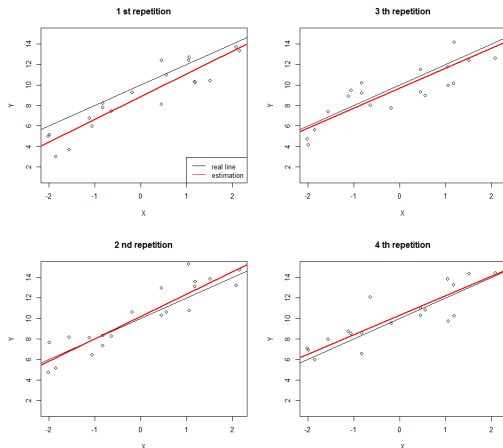 1 st repetition
Y
14
12
10
8
6
4
2
-2 -1 0 1 2
X
real line
estimation
3 th repetition
Y
14
12
10
8
6
4
2
-2 -1 0 1 2
X
2 nd repetition
Y
14
12
10
8
6
4
2
-2 -1 0 1 2
X
4 th repetition
Y
14
12
10
8
6
4
2
-2 -1 0 1 2
X